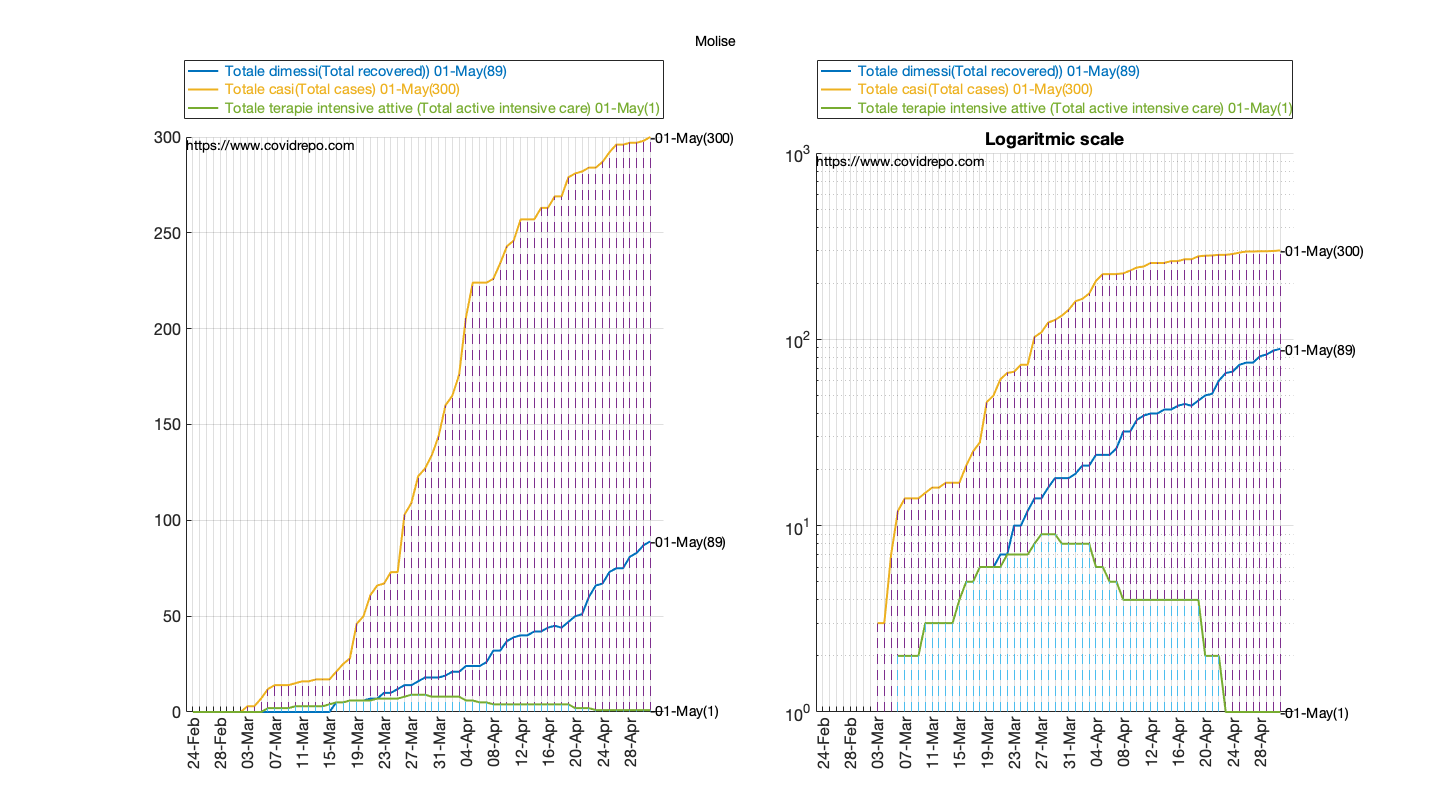 Molise
Totale dimessi(Total recovered)) 01-May(89)
Totale casi(Total cases) 01-May(300)
Totale terapie intensive attive (Total active intensive care) 01-May(1)
https://www.covidrepo.com
300
250
200
150
100
50
0
01-May(300)
01-May(89)
01-May(1)
24-Feb
28-Feb
03-Mar
07-Mar
11-Mar
15-Mar
19-Mar
23-Mar
27-Mar
31-Mar
04-Apr
08-Apr
12-Apr
16-Apr
20-Apr
24-Apr
28-Apr
Totale dimessi(Total recovered)) 01-May(89)
Totale casi(Total cases) 01-May(300)
Totale terapie intensive attive (Total active intensive care) 01-May(1)
Logaritmic scale
https://www.covidrepo.com
10³
10²
10¹
10⁰
01-May(300)
01-May(89)
01-May(1)
24-Feb
28-Feb
03-Mar
07-Mar
11-Mar
15-Mar
19-Mar
23-Mar
27-Mar
31-Mar
04-Apr
08-Apr
12-Apr
16-Apr
20-Apr
24-Apr
28-Apr